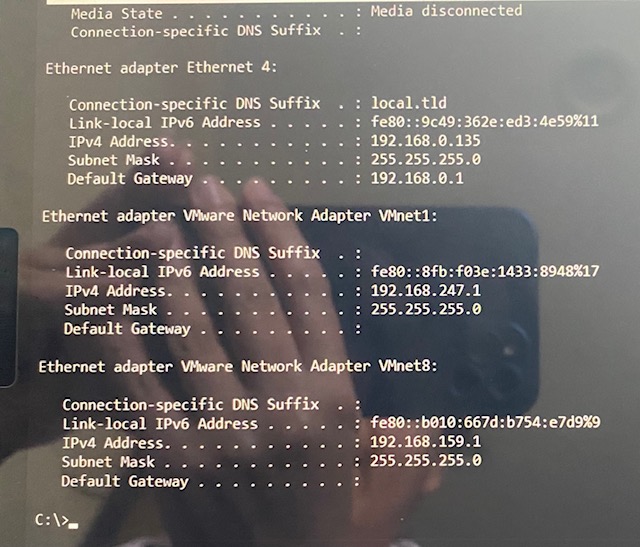 Media State . . . . . . . . . . . : Media disconnected
Connection-specific DNS Suffix . :
Ethernet adapter Ethernet 4:
Connection-specific DNS Suffix . : local.tld
Link-local IPv6 Address . . . . . : fe80::9c49:362e:ed3:4e59%11
IPv4 Address. . . . . . . . . . . : 192.168.0.135
Subnet Mask . . . . . . . . . . . : 255.255.255.0
Default Gateway . . . . . . . . . : 192.168.0.1
Ethernet adapter VMware Network Adapter VMnet1:
Connection-specific DNS Suffix . :
Link-local IPv6 Address . . . . . : fe80::8fb:f03e:1433:8948%17
IPv4 Address. . . . . . . . . . . : 192.168.247.1
Subnet Mask . . . . . . . . . . . : 255.255.255.0
Default Gateway . . . . . . . . . :
Ethernet adapter VMware Network Adapter VMnet8:
Connection-specific DNS Suffix . :
Link-local IPv6 Address . . . . . : fe80::b010:667d:b754:e7d9%9
IPv4 Address. . . . . . . . . . . : 192.168.159.1
Subnet Mask . . . . . . . . . . . : 255.255.255.0
Default Gateway . . . . . . . . . :
C:\>